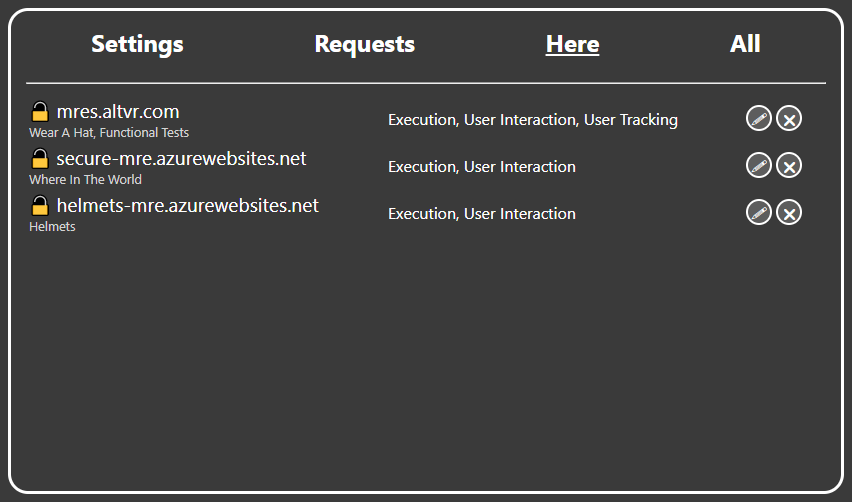 Settings Requests Here All
mres.altvr.com
Wear A Hat, Functional Tests
Execution, User Interaction, User Tracking
secure-mre.azurewebsites.net
Where In The World
Execution, User Interaction
helmets-mre.azurewebsites.net
Helmets
Execution, User Interaction